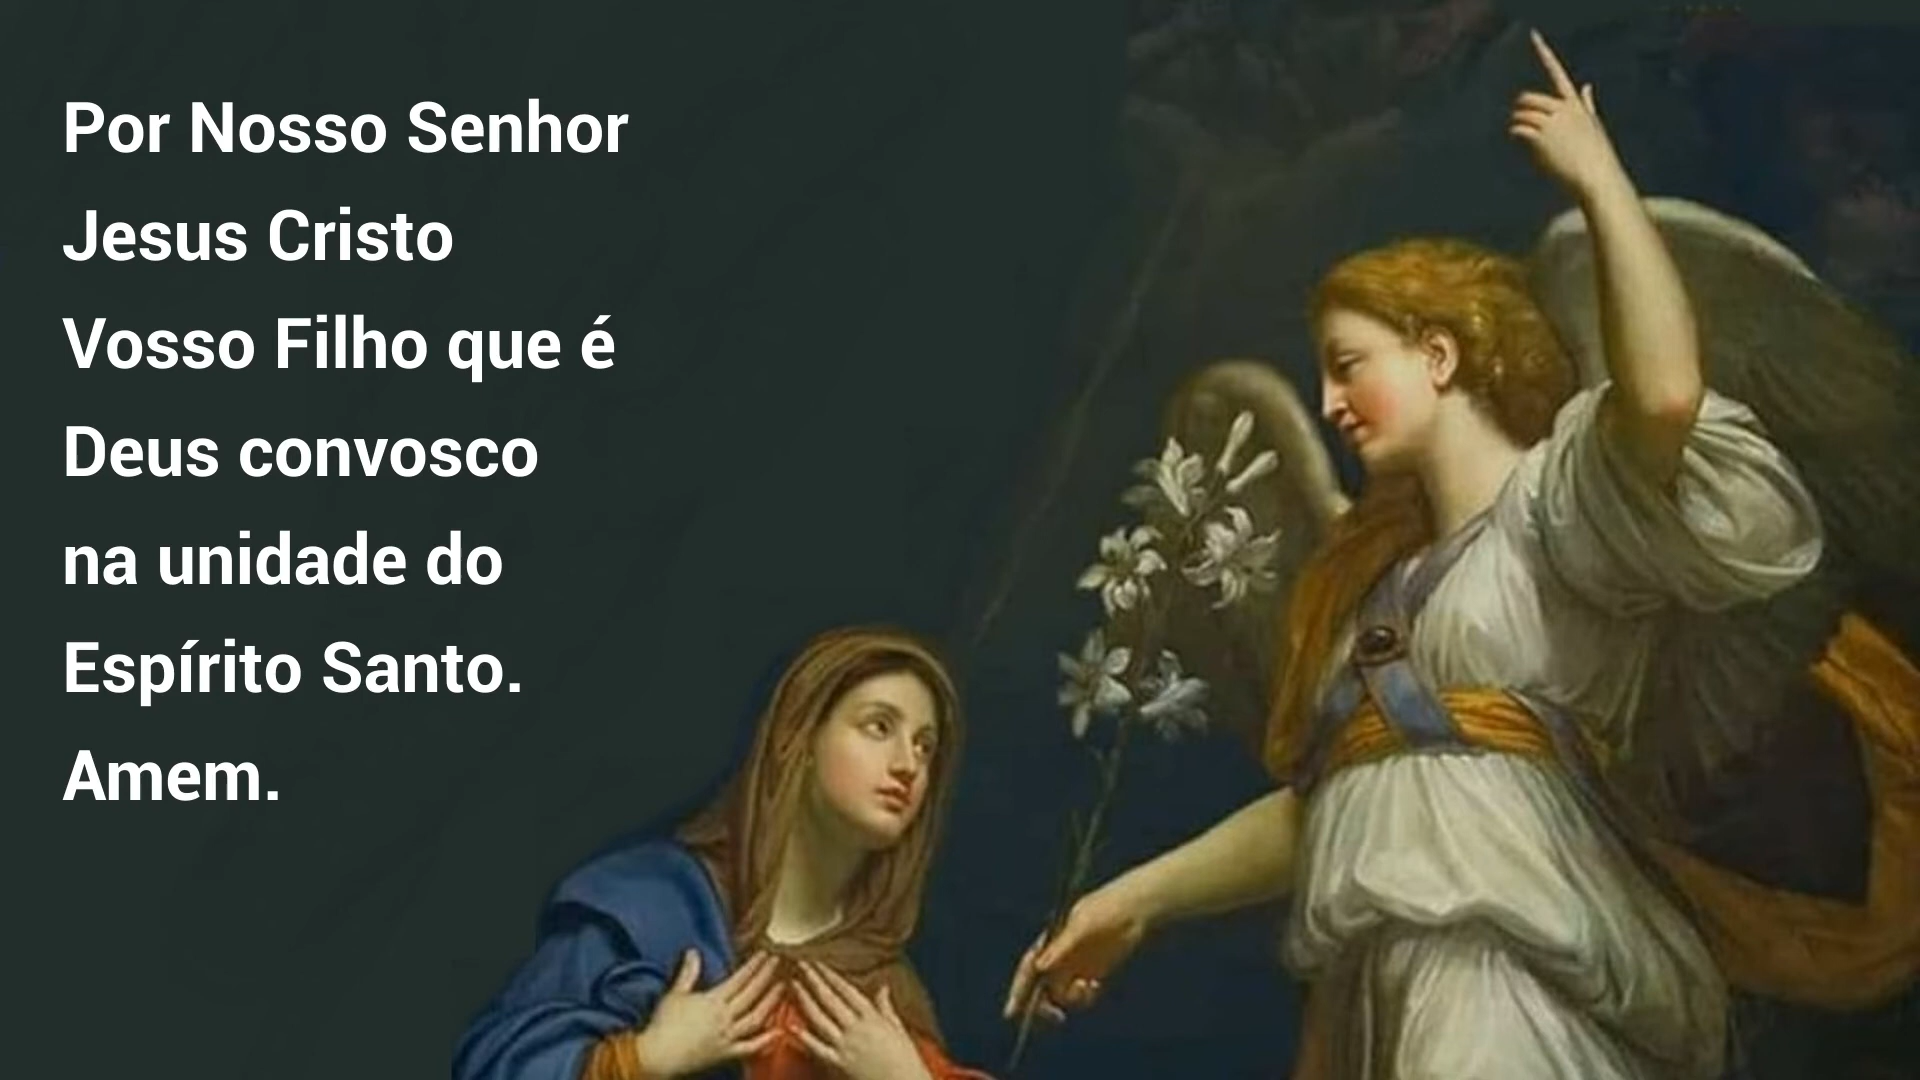 Por Nosso Senhor
Jesus Cristo
Vosso Filho que é
Deus convosco
na unidade do
Espírito Santo.
Amem.